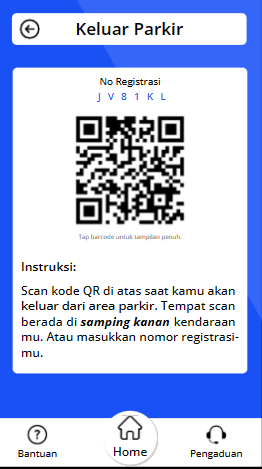 Keluar Parkir
No Registrasi
J V 8 1 K L
Tap barcode untuk tampilan penuh.
Instruksi:
Scan kode QR di atas saat kamu akan
keluar dari area parkir. Tempat scan
berada di samping kanan kendaraan
mu. Atau masukkan nomor registrasi-
mu.
Bantuan
Home
Pengaduan